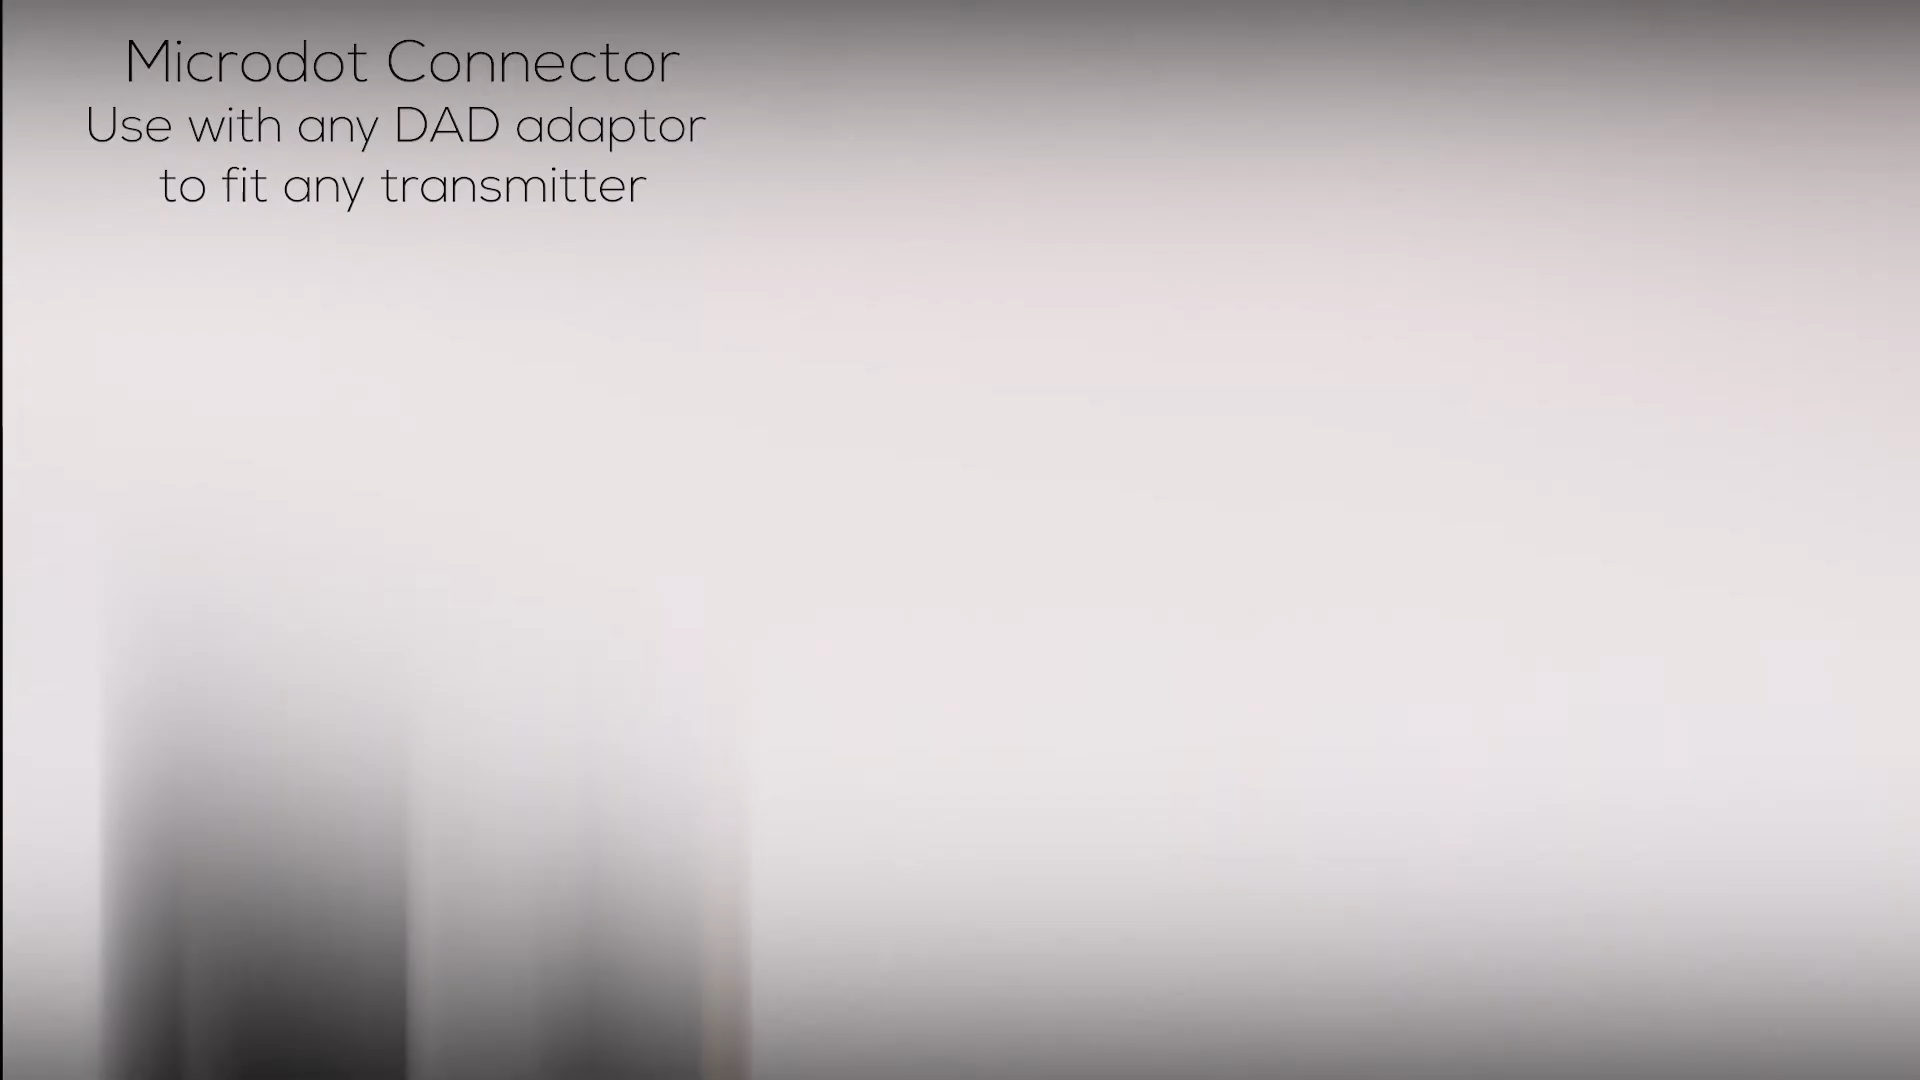 Microdot Connector
Use with any DAD adaptor
to fit any transmitter